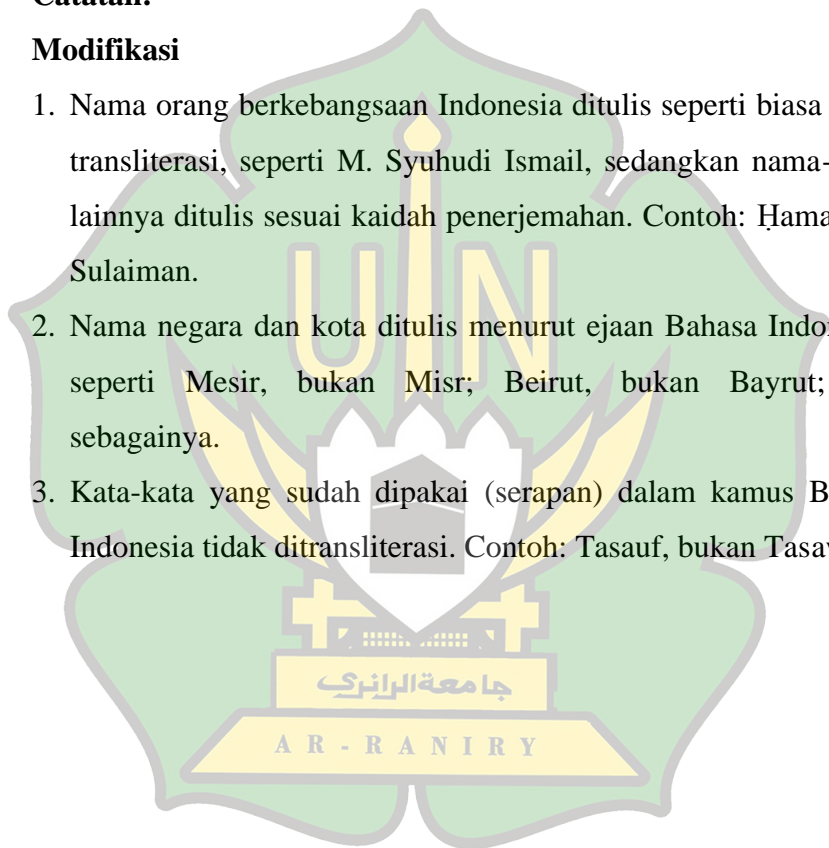 Catatan:
Modifikasi
1. Nama orang berkebangsaan Indonesia ditulis seperti biasa
transliterasi, seperti M. Syuhudi Ismail, sedangkan nama-
lainnya ditulis sesuai kaidah penerjemahan. Contoh: Ḥama
Sulaiman.
2. Nama negara dan kota ditulis menurut ejaan Bahasa Indo
seperti Mesir, bukan Misr; Beirut, bukan Bayrut;
sebagainya.
3. Kata-kata yang sudah dipakai (serapan) dalam kamus B
Indonesia tidak ditransliterasi. Contoh: Tasauf, bukan Tasa
UIN
جامعة الرانري
AR-RANIRY